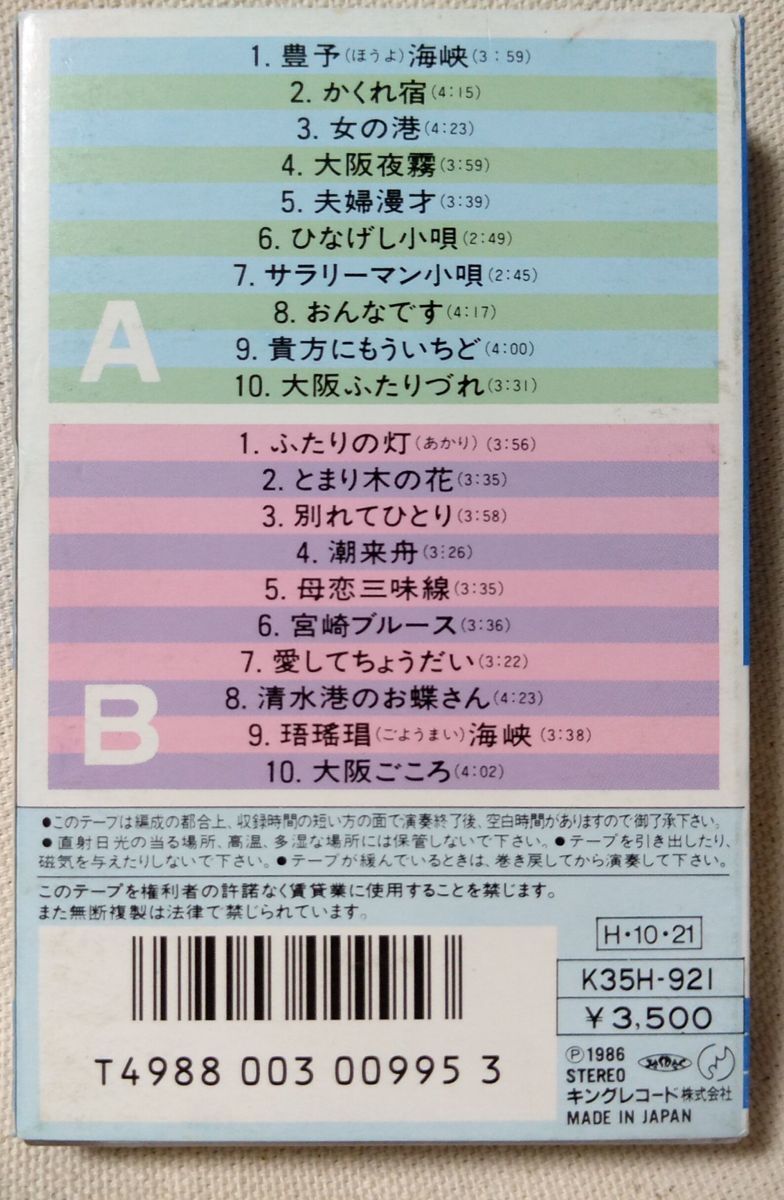 1. 豊予(ほうよ)海峡(3:59)
2. かくれ宿(4:15)
3. 女の港(4:23)
4. 大阪夜霧(3:59)
5. 夫婦漫才(3:39)
6. ひなげし小唄(2:49)
7. サラリーマン小唄(2:45)
8. おんなです(4:17)
9. 貴方にもういちど(4:00)
10. 大阪ふたりづれ(3:31)
A
1. ふたりの灯(あかり)(3:56)
2. とまり木の花(3:35)
3. 別れてひとり(3:58)
4. 潮来舟(3:26)
5. 母恋三味線(3:35)
6. 宮崎ブルース(3:36)
7. 愛してちょうだい(3:22)
8. 清水港のお蝶さん(4:23)
9. 珸瑤瑁(ごようまい)海峡(3:38)
10. 大阪ごころ(4:02)
B
●このテープは編成の都合上、収録時間の短い方の面で演奏終了後、空白時間がありますので御了承下さい。
●直射日光の当る場所、高温、多湿な場所には保管しないで下さい。●テープを引き出したり、
磁気を与えたりしないで下さい。●テープが緩んでいるときは、巻き戻してから演奏して下さい。
このテープを権利者の許諾なく賃貸業に使用することを禁じます。
また無断複製は法律で禁じられています。
H・10・21
K35H-921
¥3,500
T4988 003 00995 3
Ⓟ1986
STEREO
キングレコード株式会社
MADE IN JAPAN